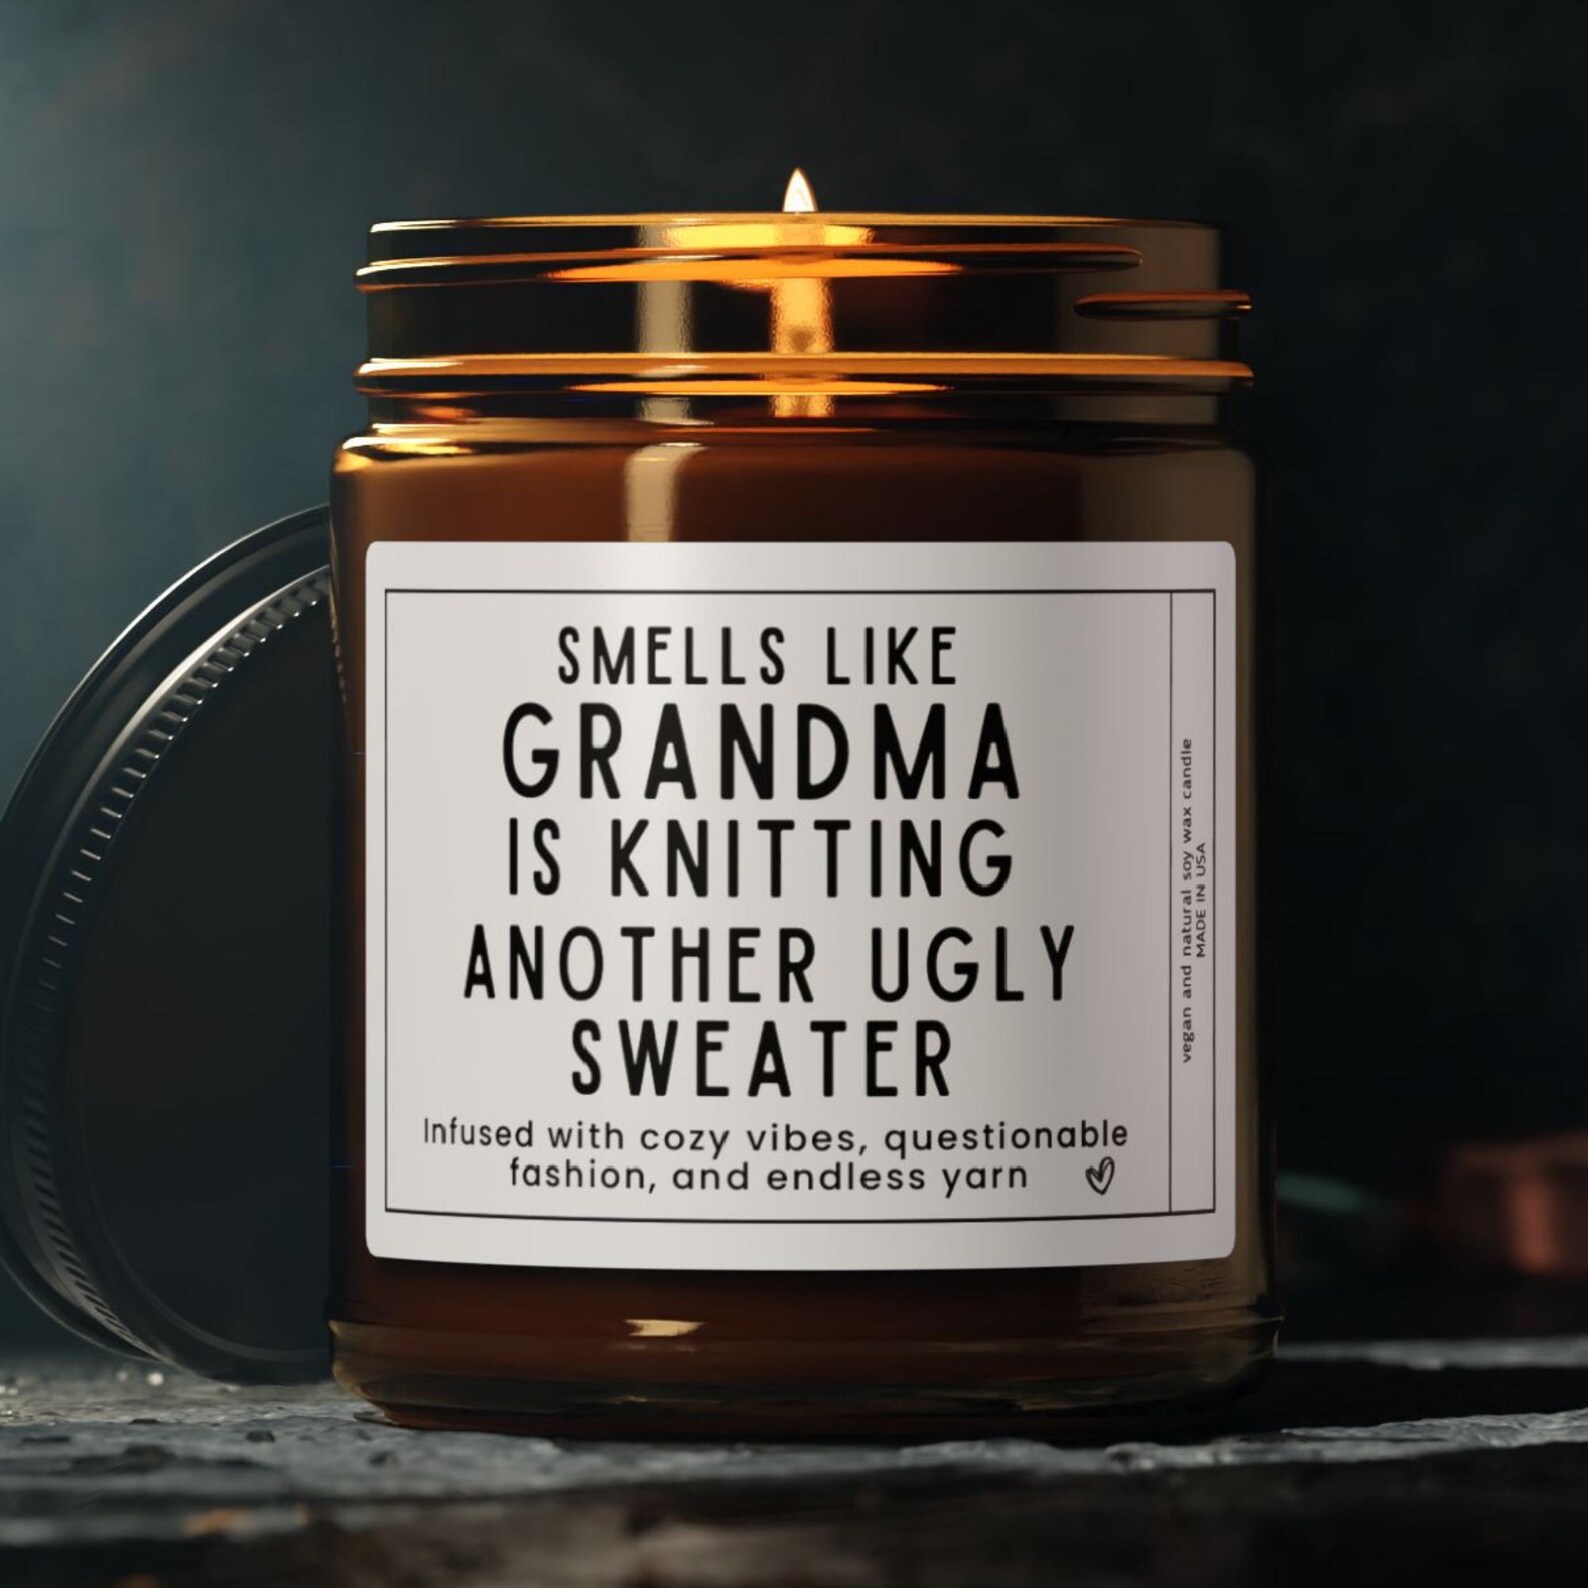 SMELLS LIKE
GRANDMA
IS KNITTING
ANOTHER UGLY
SWEATER
Infused with cozy vibes, questionable
fashion, and endless yarn
vegan and natural soy wax candle
MADE IN USA